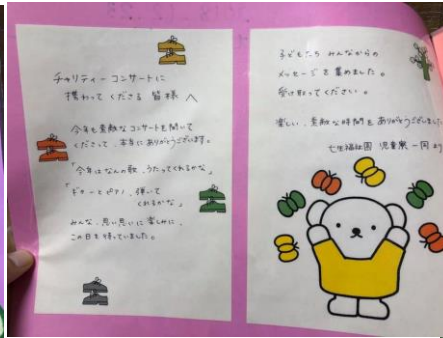 チャリティーコンサートに
携わってくださる 皆様へ
今年も素敵なコンサートを開いて
くださって、本当にありがとうございます。
「今年はなんの歌、うたってくれるかな」
「ギターとピアノ、弾いて
くれるかな」
みんな、思い思いに楽しみに、
この日を待っていました。
子どもたち みんなからの
メッセージを集めました。
受け取ってください。
楽しい、素敵な時間をありがとうございました
七生福祉園 児童寮一同 より